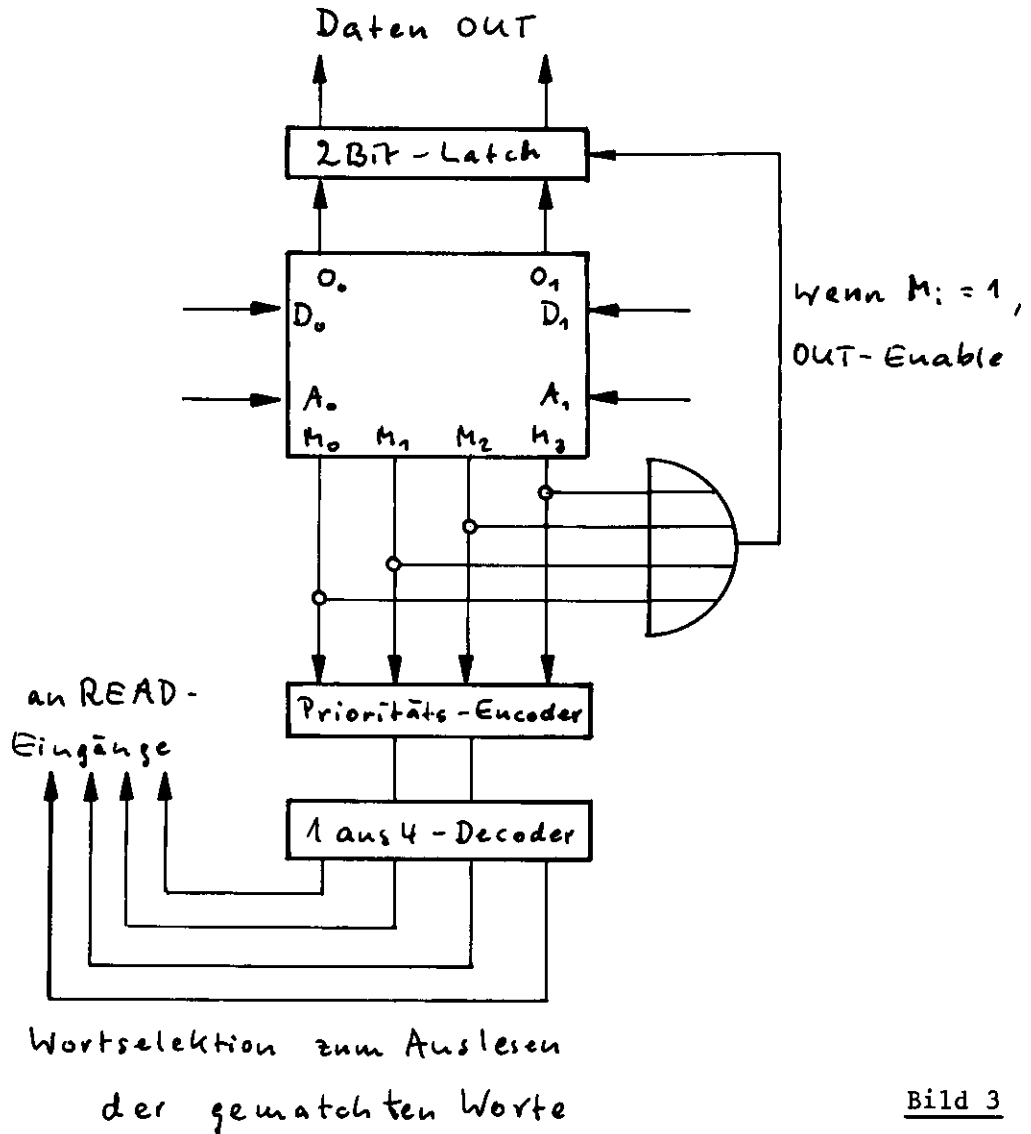 Daten OUT
2Bit-Latch
O₀ O₁
D₀ D₁
A₀ A₁
M₀ M₁ M₂ M₃
wenn Mᵢ = 1,
OUT-Enable
an READ-
Eingänge
Prioritäts-Encoder
1 aus 4-Decoder
Wortselektion zum Auslesen
der gematchten Worte
Bild 3